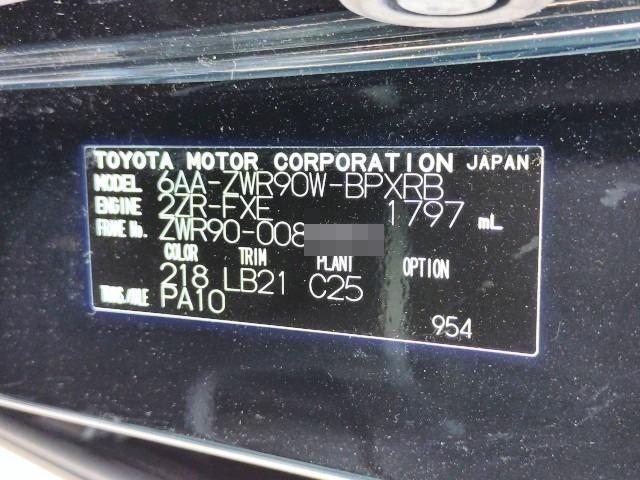 TOYOTA MOTOR CORPORATION JAPAN
MODEL 6AA-ZWR90W-BPXRB
ENGINE 2ZR-FXE 1797 mL
FRAME No. ZWR90-008
COLOR TRIM PLANT OPTION
218 LB21 C25
TRANS/AXLE PA10
954